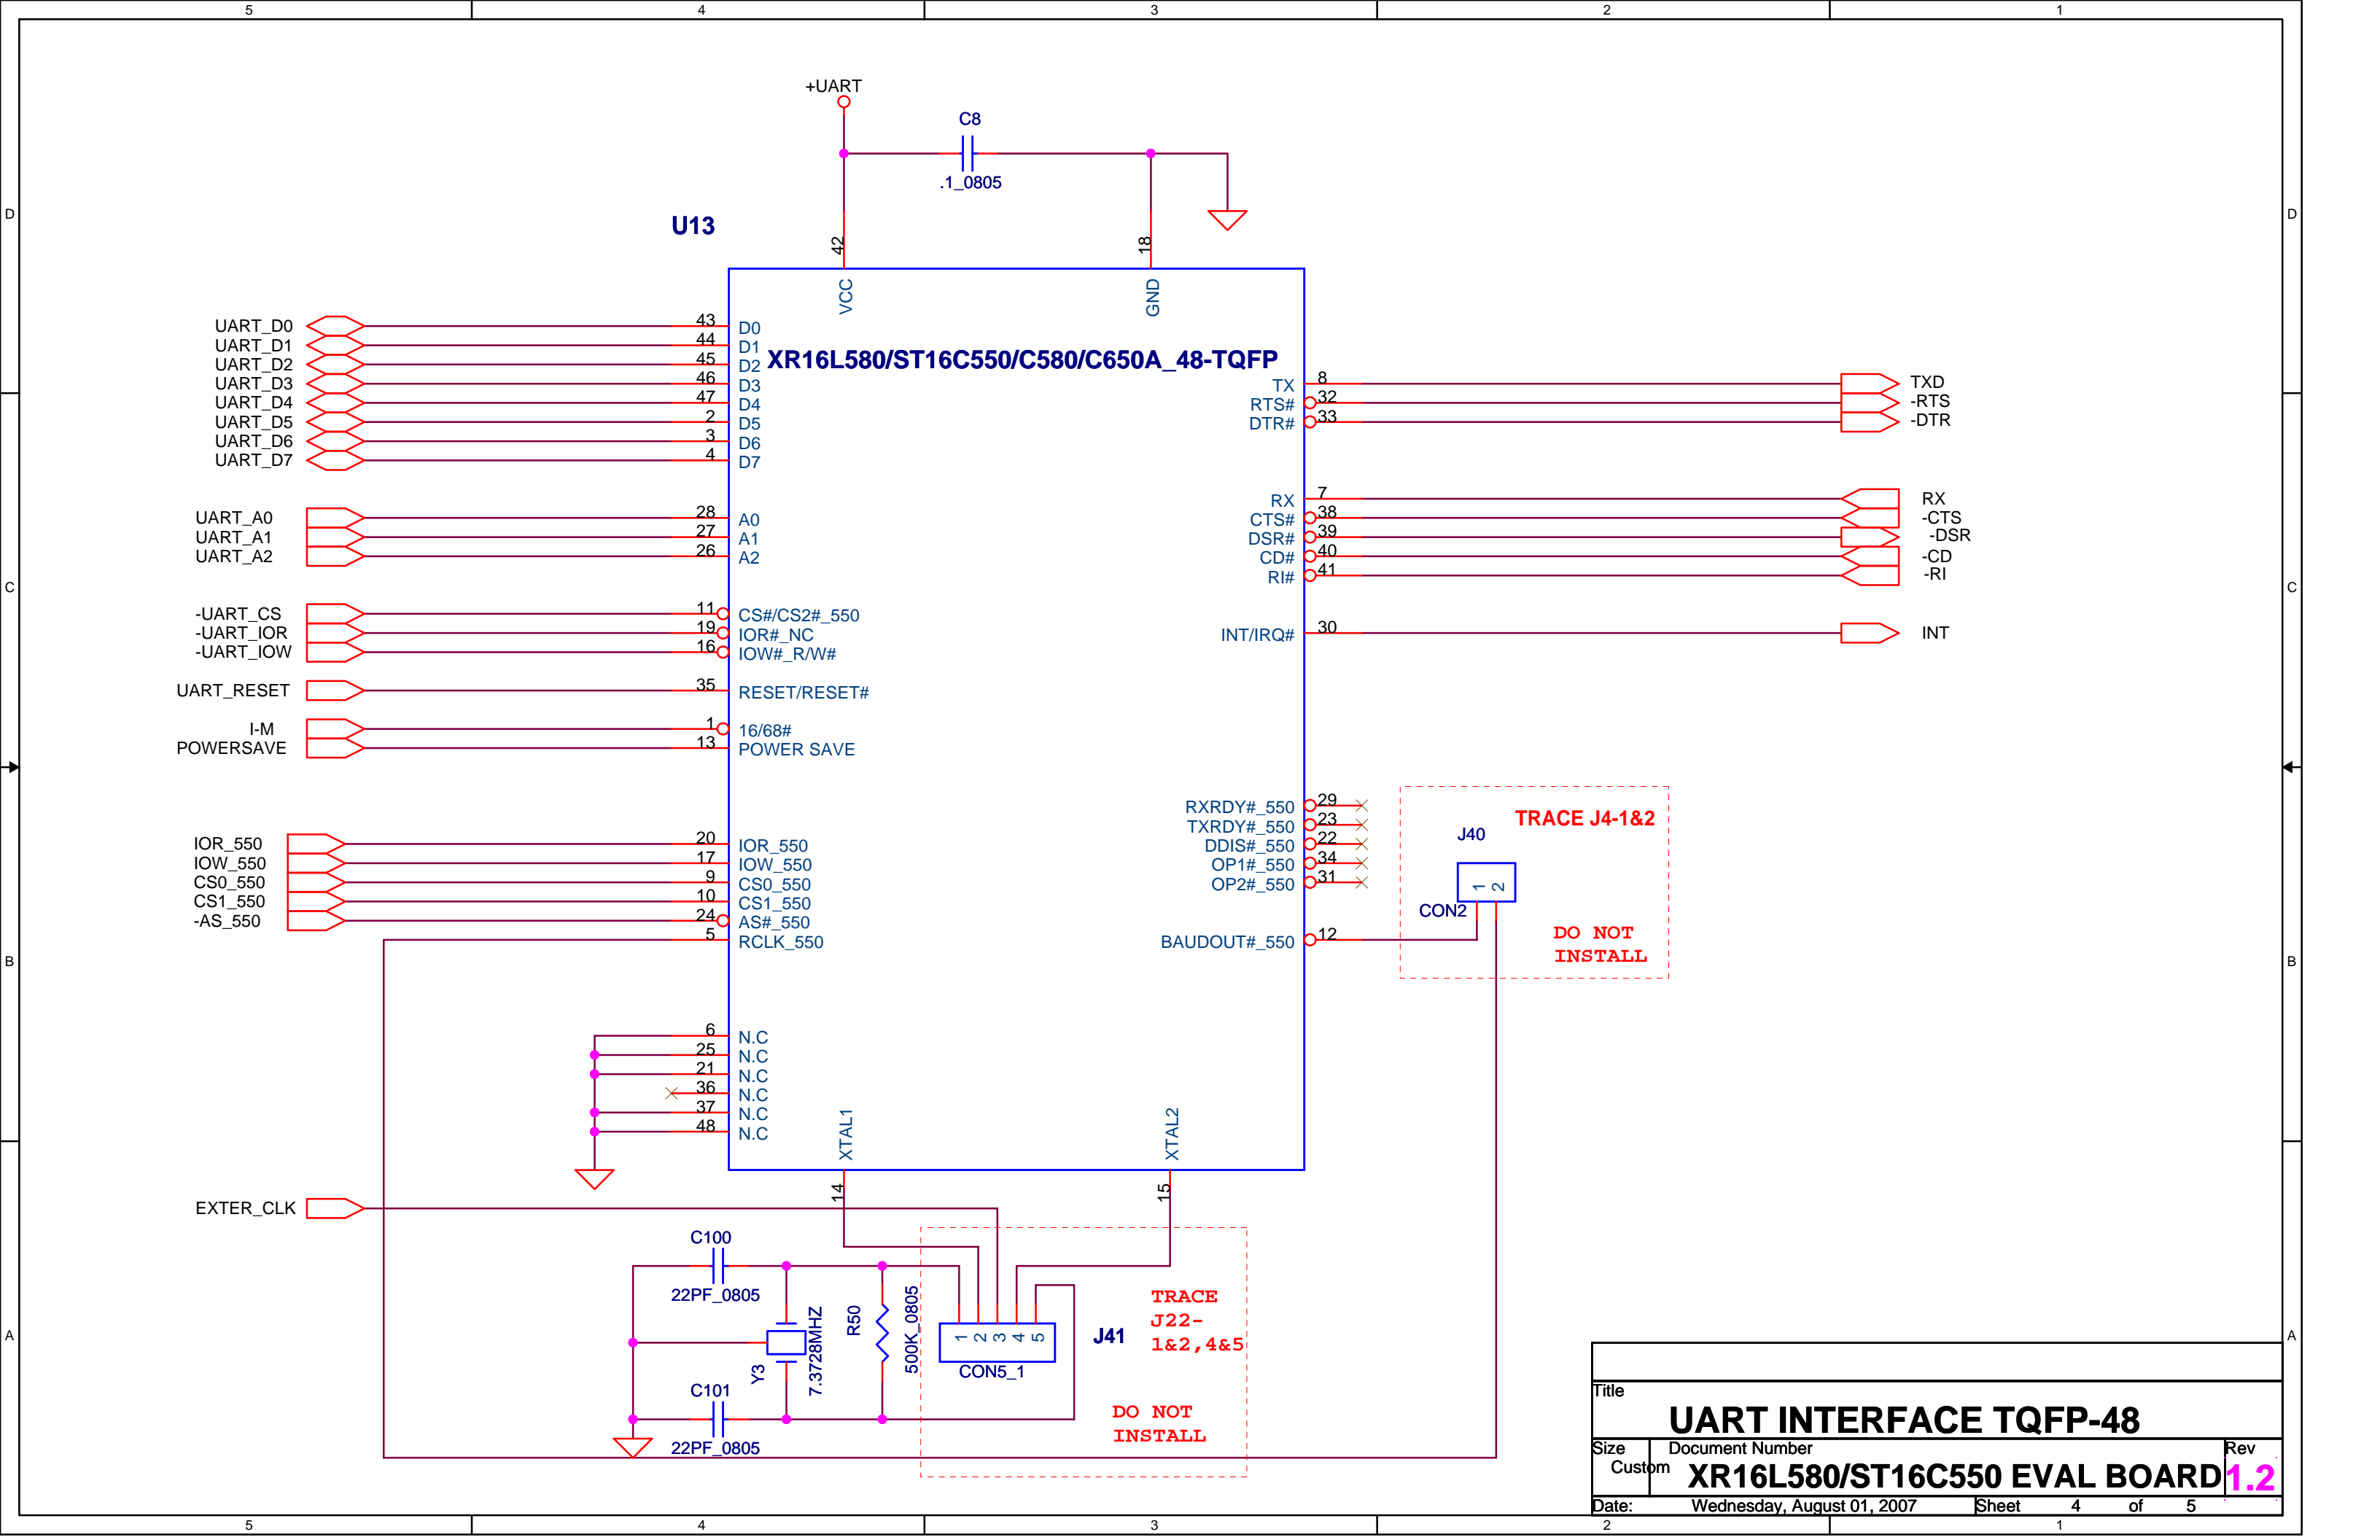 5 4 3 2 1
+UART
C8
.1_0805
D D
U13
42 18
VCC GND
XR16L580/ST16C550/C580/C650A_48-TQFP
UART_D0 43 D0
UART_D1 44 D1
UART_D2 45 D2
UART_D3 46 D3
UART_D4 47 D4
UART_D5 2 D5
UART_D6 3 D6
UART_D7 4 D7
TX 8 TXD
RTS# 32 -RTS
DTR# 33 -DTR
UART_A0 28 A0
UART_A1 27 A1
UART_A2 26 A2
RX 7 RX
CTS# 38 -CTS
DSR# 39 -DSR
CD# 40 -CD
RI# 41 -RI
C C
-UART_CS 11 CS#/CS2#_550
-UART_IOR 19 IOR#_NC
-UART_IOW 16 IOW#_R/W#
INT/IRQ# 30 INT
UART_RESET 35 RESET/RESET#
I-M 1 16/68#
POWERSAVE 13 POWER SAVE
IOR_550 20 IOR_550
IOW_550 17 IOW_550
CS0_550 9 CS0_550
CS1_550 10 CS1_550
-AS_550 24 AS#_550
5 RCLK_550
RXRDY#_550 29
TXRDY#_550 23
DDIS#_550 22
OP1#_550 34
OP2#_550 31
BAUDOUT#_550 12
TRACE J4-1&2
J40
1 2
CON2
DO NOT
INSTALL
B B
6 N.C
25 N.C
21 N.C
36 N.C
37 N.C
48 N.C
XTAL1 XTAL2
14 15
EXTER_CLK
C100
22PF_0805
Y3
7.3728MHZ
R50
500K_0805
C101
22PF_0805
1 2 3 4 5
CON5_1
J41
TRACE
J22-
1&2,4&5
DO NOT
INSTALL
A A
Title
UART INTERFACE TQFP-48
Size Document Number Rev
Custom XR16L580/ST16C550 EVAL BOARD 1.2
Date: Wednesday, August 01, 2007 Sheet 4 of 5
5 4 3 2 1